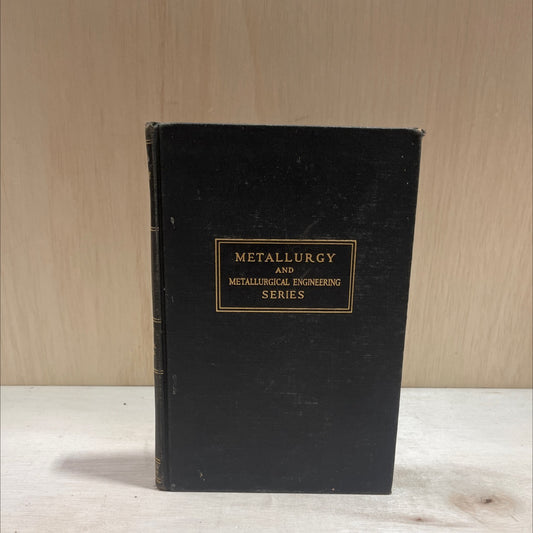 METALLURGY
AND
METALLURGICAL ENGINEERING
SERIES